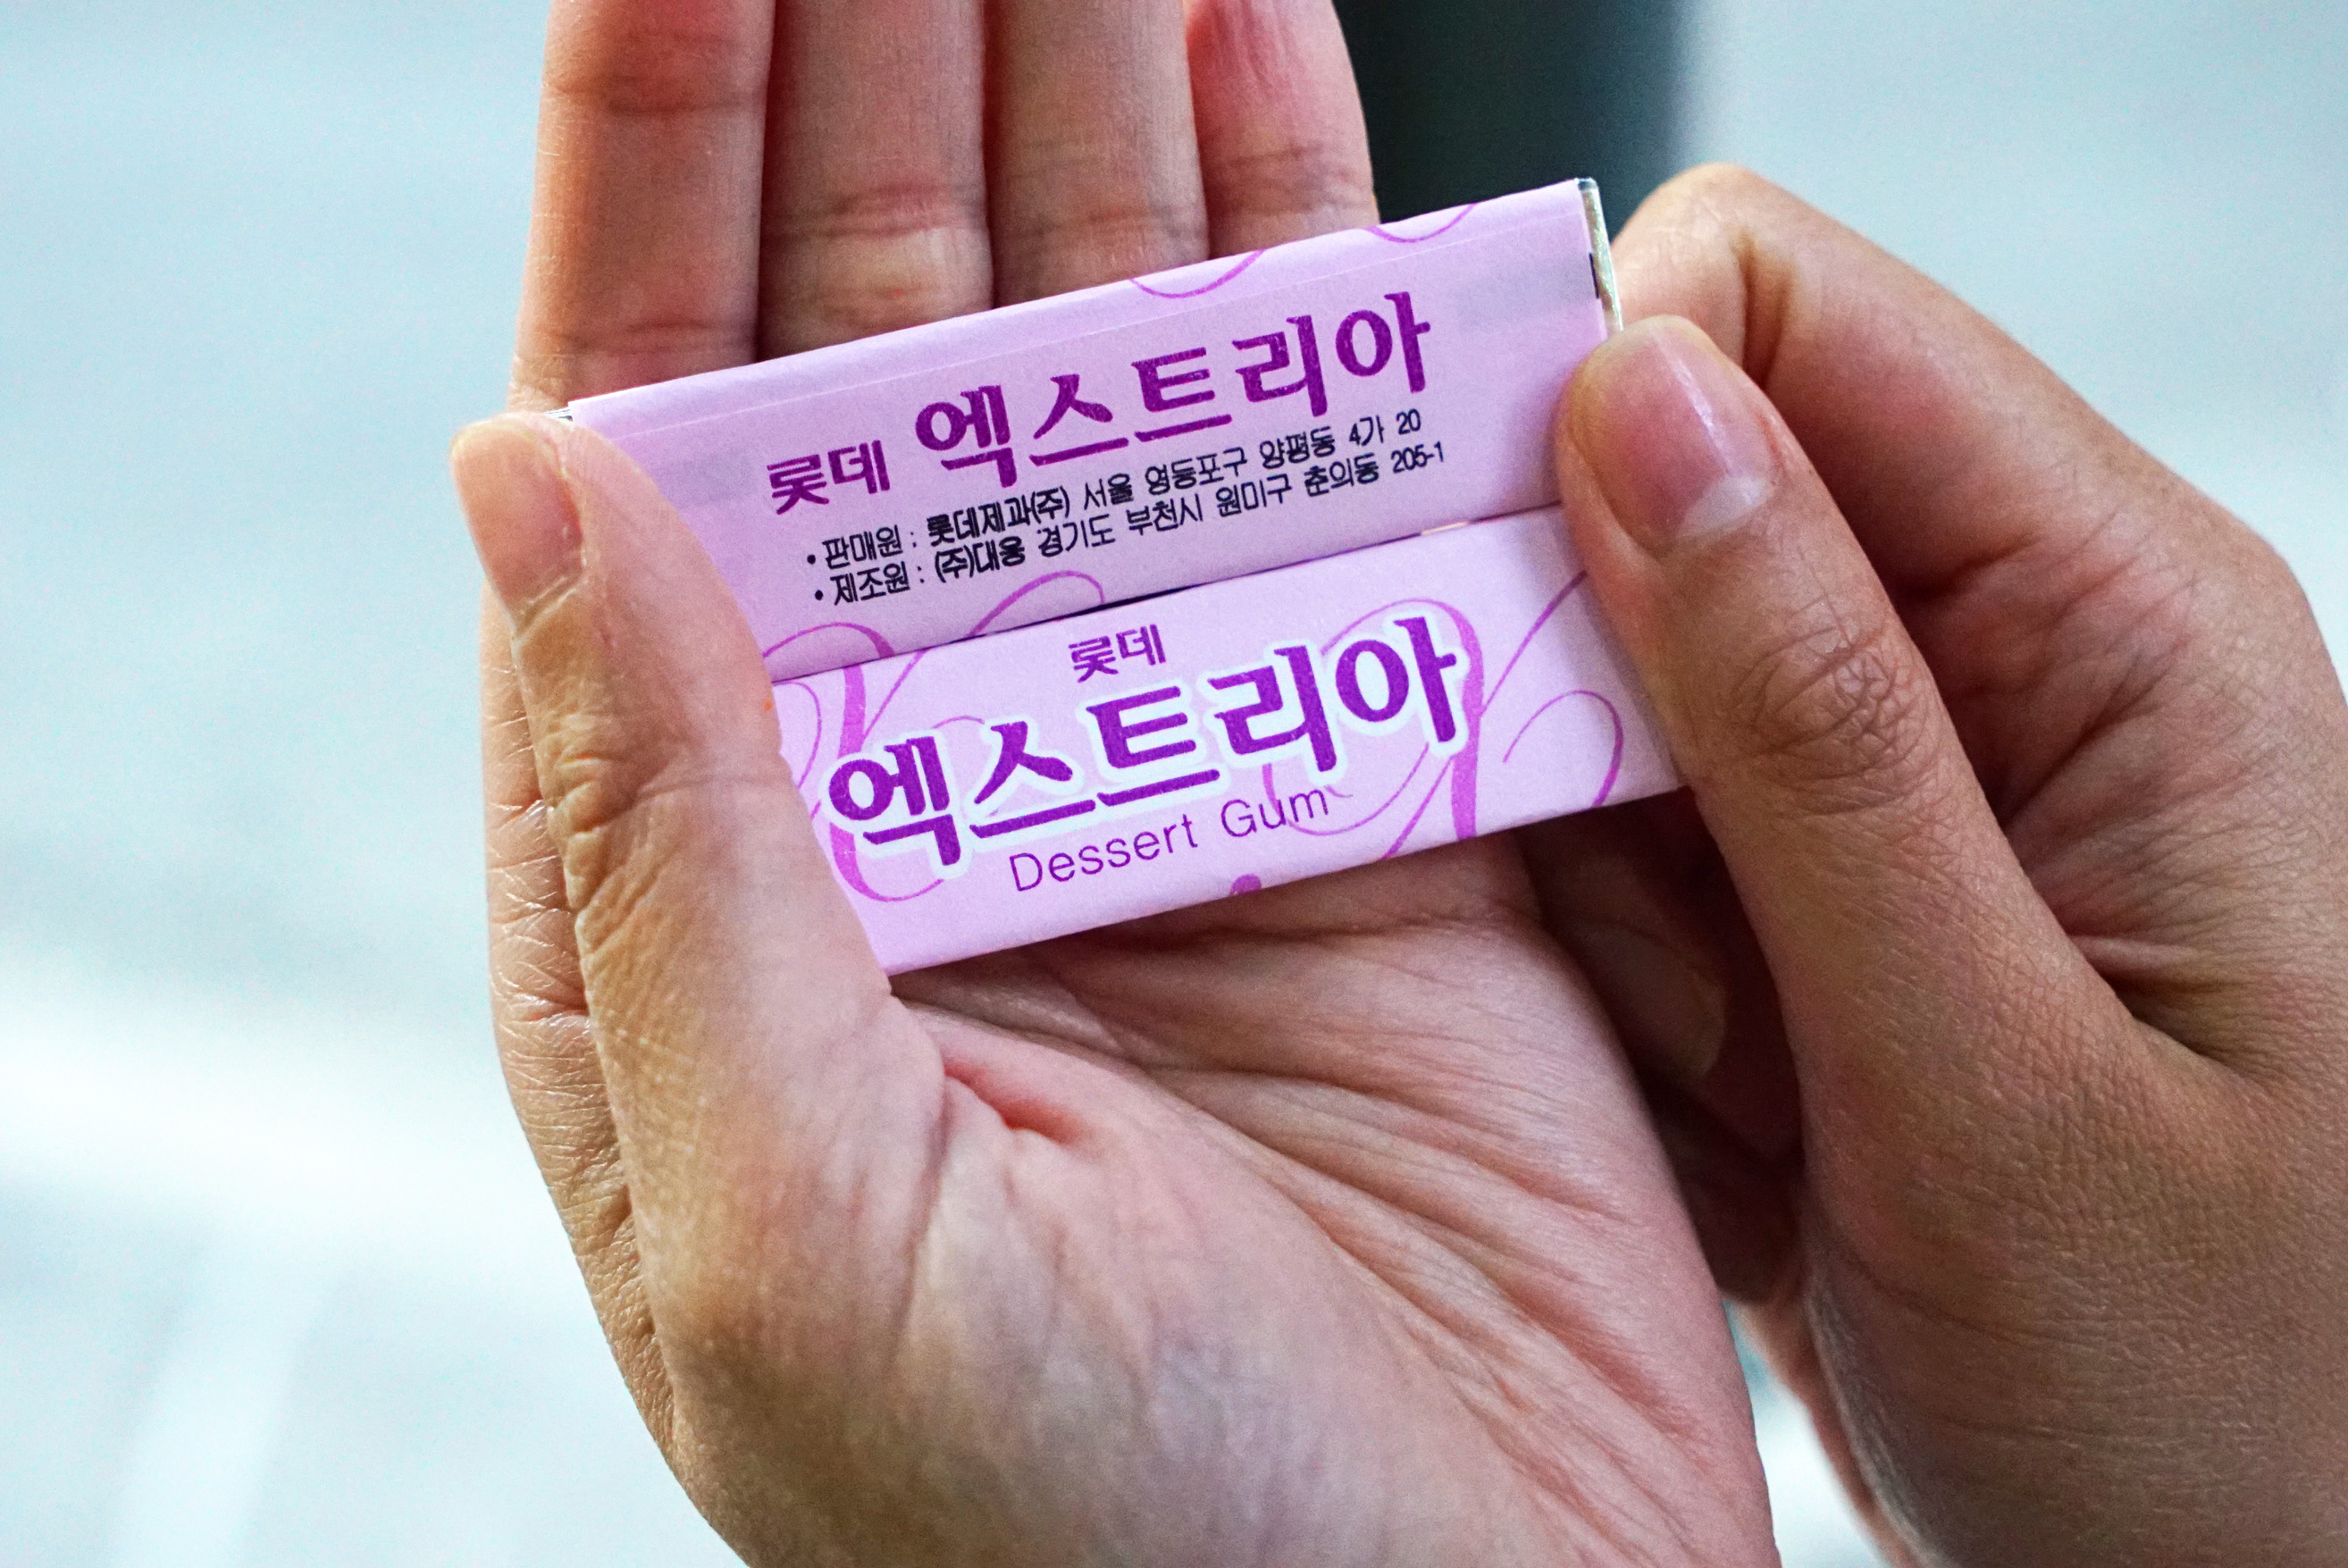 롯데 엑스트리아
• 판매원 : 롯데제과(주) 서울 영등포구 양평동 4가 20
• 제조원 : (주)대웅 경기도 부천시 원미구 춘의동 205-1
롯데
엑스트리아
Dessert Gum